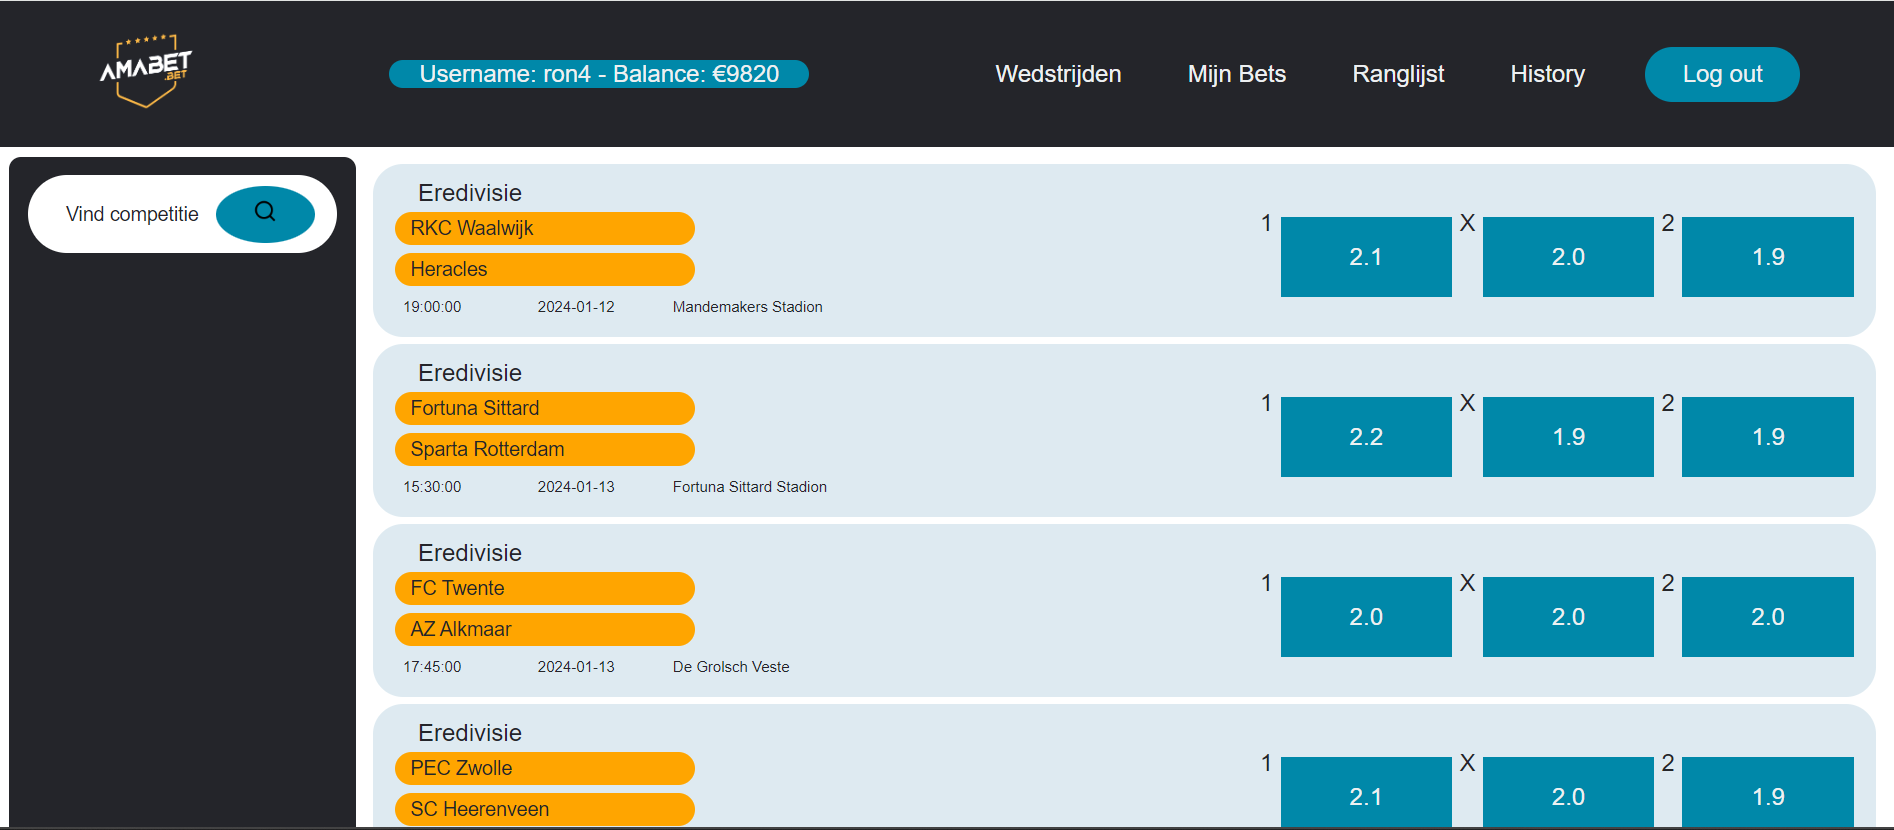 AMABET
.BET
Username: ron4 - Balance: €9820
Wedstrijden
Mijn Bets
Ranglijst
History
Log out
Vind competitie
Eredivisie
RKC Waalwijk
Heracles
19:00:00 2024-01-12 Mandemakers Stadion
1 2.1 X 2.0 2 1.9
Eredivisie
Fortuna Sittard
Sparta Rotterdam
15:30:00 2024-01-13 Fortuna Sittard Stadion
1 2.2 X 1.9 2 1.9
Eredivisie
FC Twente
AZ Alkmaar
17:45:00 2024-01-13 De Grolsch Veste
1 2.0 X 2.0 2 2.0
Eredivisie
PEC Zwolle
SC Heerenveen
1 2.1 X 2.0 2 1.9